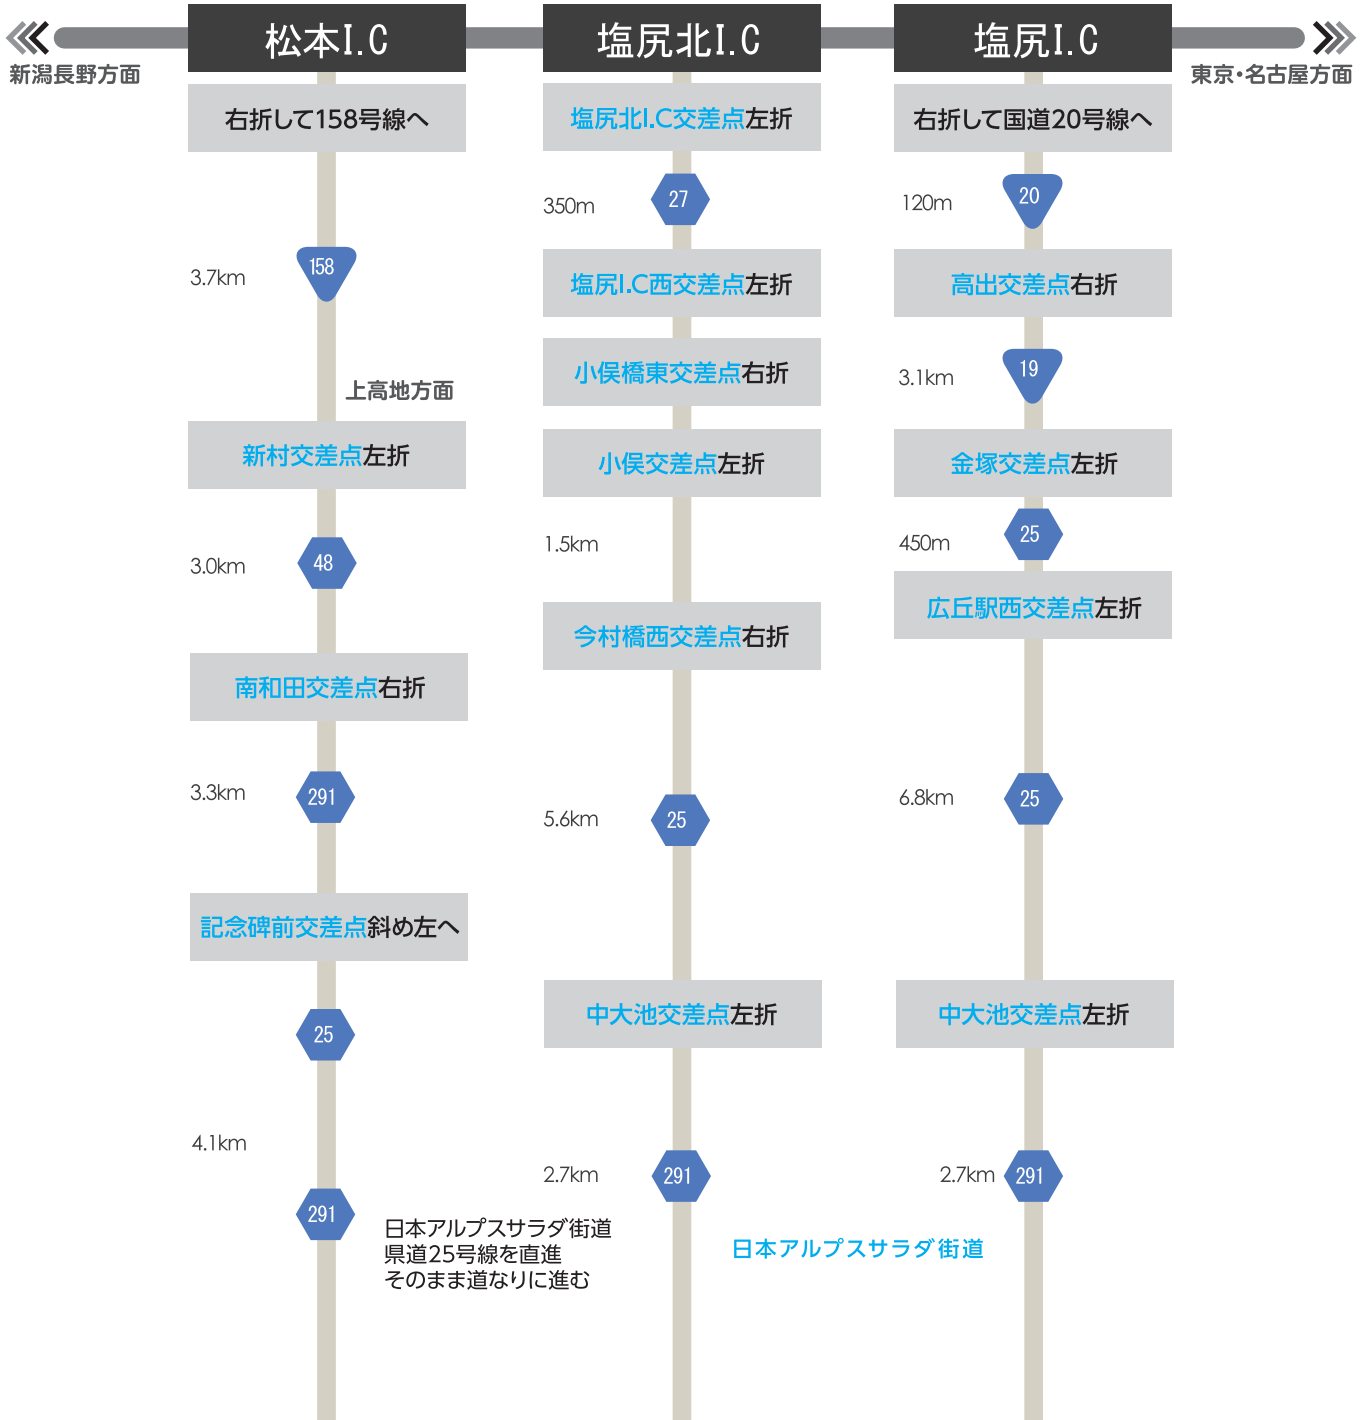 松本I.C
塩尻北I.C
塩尻I.C
新潟長野方面
東京・名古屋方面
右折して158号線へ
3.7km
158
上高地方面
新村交差点左折
3.0km
48
南和田交差点右折
3.3km
291
記念碑前交差点斜め左へ
25
4.1km
291
日本アルプスサラダ街道
県道25号線を直進
そのまま道なりに進む
塩尻北I.C交差点左折
350m
27
塩尻I.C西交差点左折
小俣橋東交差点右折
小俣交差点左折
1.5km
今村橋西交差点右折
5.6km
25
中大池交差点左折
2.7km
291
日本アルプスサラダ街道
右折して国道20号線へ
120m
20
高出交差点右折
3.1km
19
金塚交差点左折
450m
25
広丘駅西交差点左折
6.8km
25
中大池交差点左折
2.7km
291